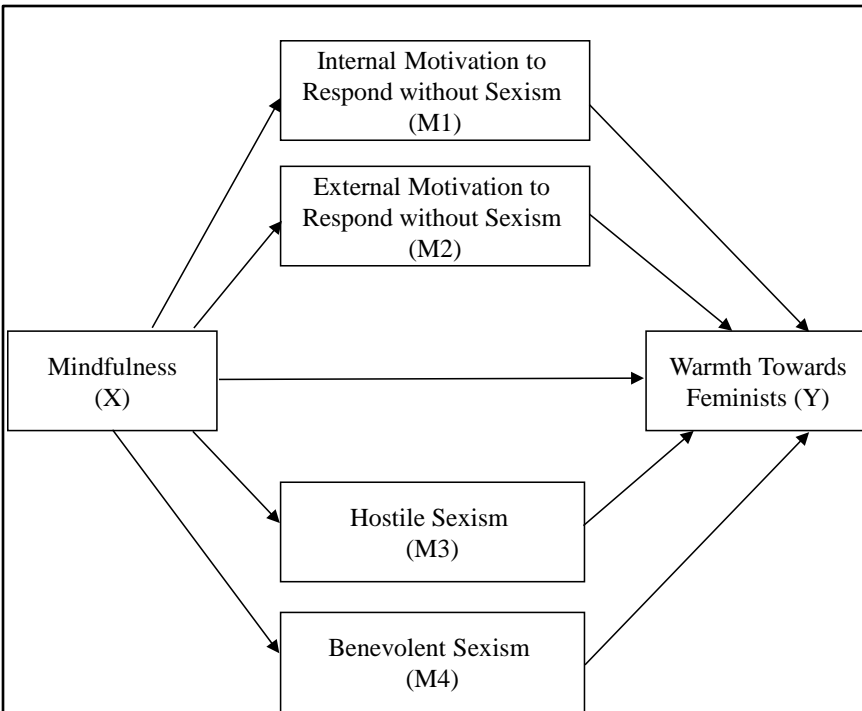 Internal Motivation to
Respond without Sexism
(M1)
External Motivation to
Respond without Sexism
(M2)
Mindfulness
(X)
Warmth Towards
Feminists (Y)
Hostile Sexism
(M3)
Benevolent Sexism
(M4)